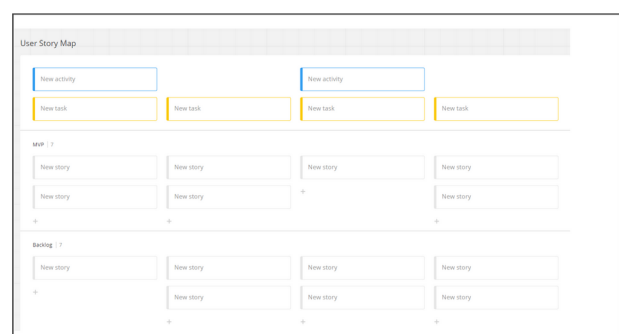 User Story Map
New activity New activity
New task New task New task New task
MVP | 7
New story New story New story New story
New story New story New story
+ + + +
Backlog | 7
New story New story New story New story
New story New story New story
+ + + +